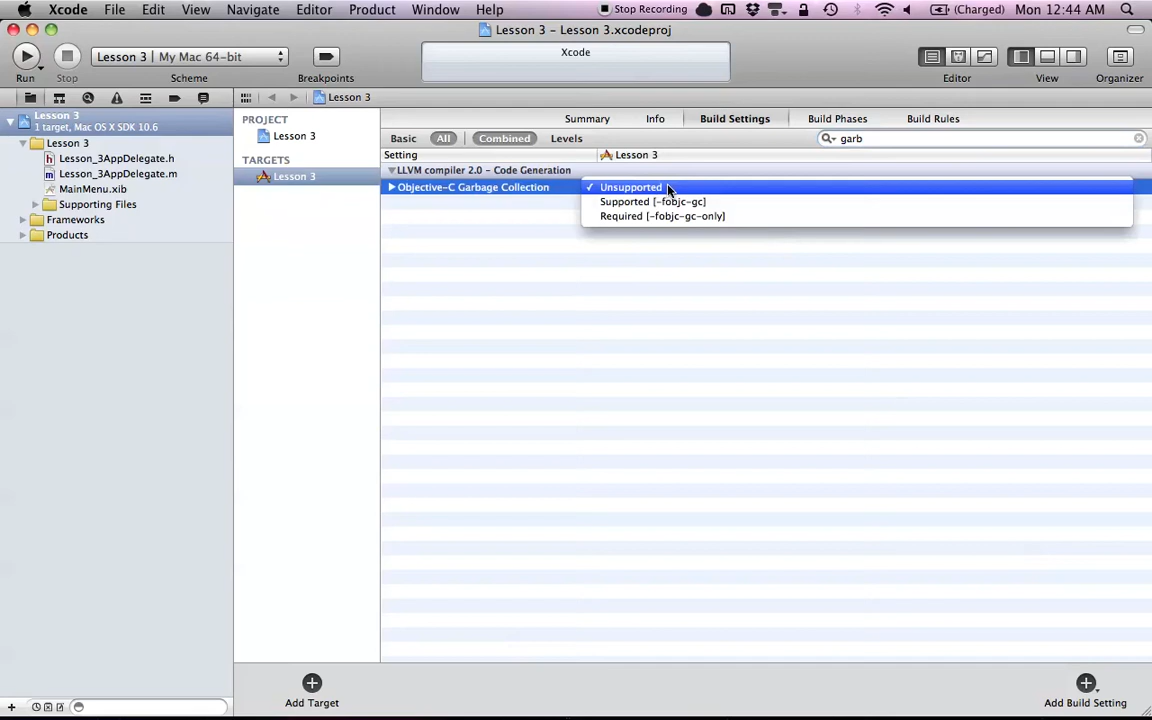 Xcode File Edit View Navigate Editor Product Window Help Stop Recording (Charged) Mon 12:44 AM
Lesson 3 – Lesson 3.xcodeproj
Lesson 3 | My Mac 64-bit
Xcode
Run Stop Scheme Breakpoints Editor View Organizer
Lesson 3
Lesson 3
1 target, Mac OS X SDK 10.6
Lesson 3
Lesson_3AppDelegate.h
Lesson_3AppDelegate.m
MainMenu.xib
Supporting Files
Frameworks
Products
PROJECT
Lesson 3
TARGETS
Lesson 3
Summary Info Build Settings Build Phases Build Rules
Basic All Combined Levels garb
Setting Lesson 3
LLVM compiler 2.0 - Code Generation
Objective-C Garbage Collection Unsupported
Supported [-fobjc-gc]
Required [-fobjc-gc-only]
Add Target
Add Build Setting